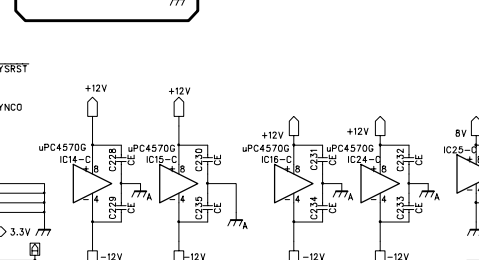 YSRST
YNCO
+12V
+12V
+12V
+12V
8V
uPC4570G
IC14-C
C228
CE
8
4
C229
CE
A
uPC4570G
IC15-C
C230
CE
8
4
C235
CE
A
uPC4570G
IC16-C
C231
CE
8
4
C234
CE
A
uPC4570G
IC24-C
C232
CE
8
4
C233
CE
A
IC25-C
8
4
3.3V
A
-12V
-12V
-12V
-12V